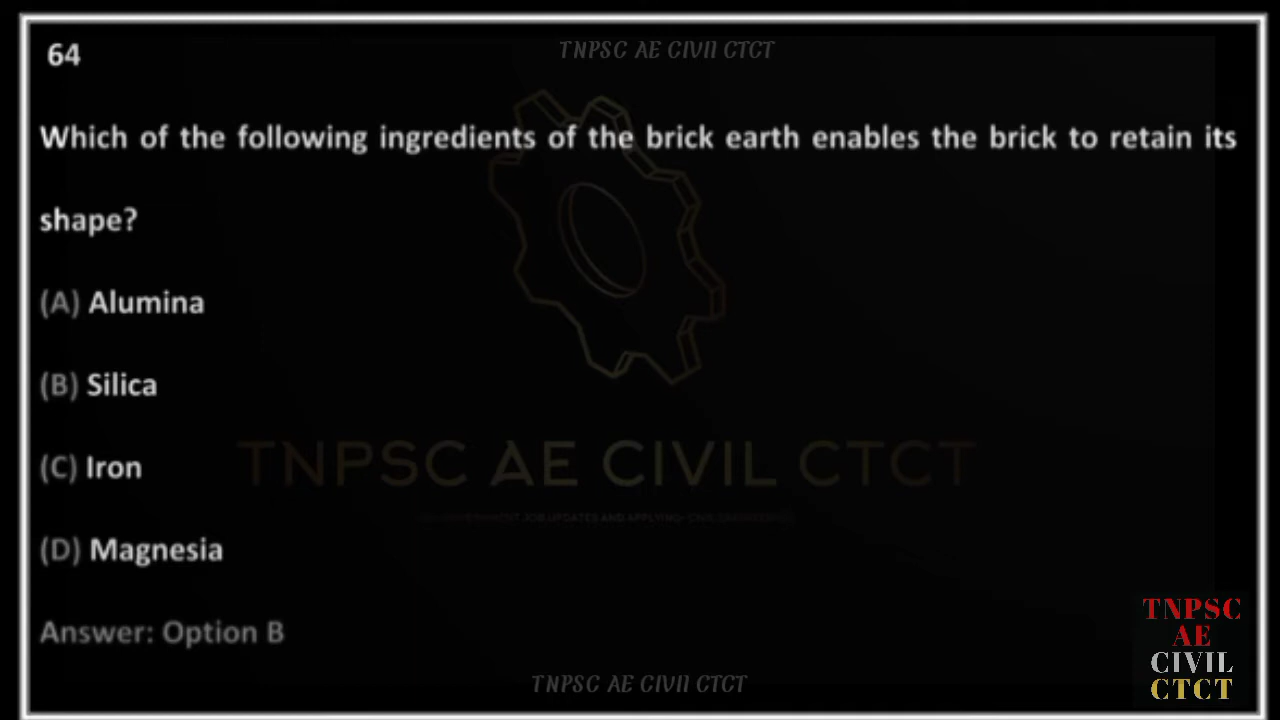 TNPSC AE CIVIl CTCT
64
Which of the following ingredients of the brick earth enables the brick to retain its
shape?
(A) Alumina
(B) Silica
(C) Iron
TNPSC AE CIVIL CTCT
(D) Magnesia
Answer: Option B
TNPSC
AE
CIVIL
CTCT
TNPSC AE CIVIl CTCT